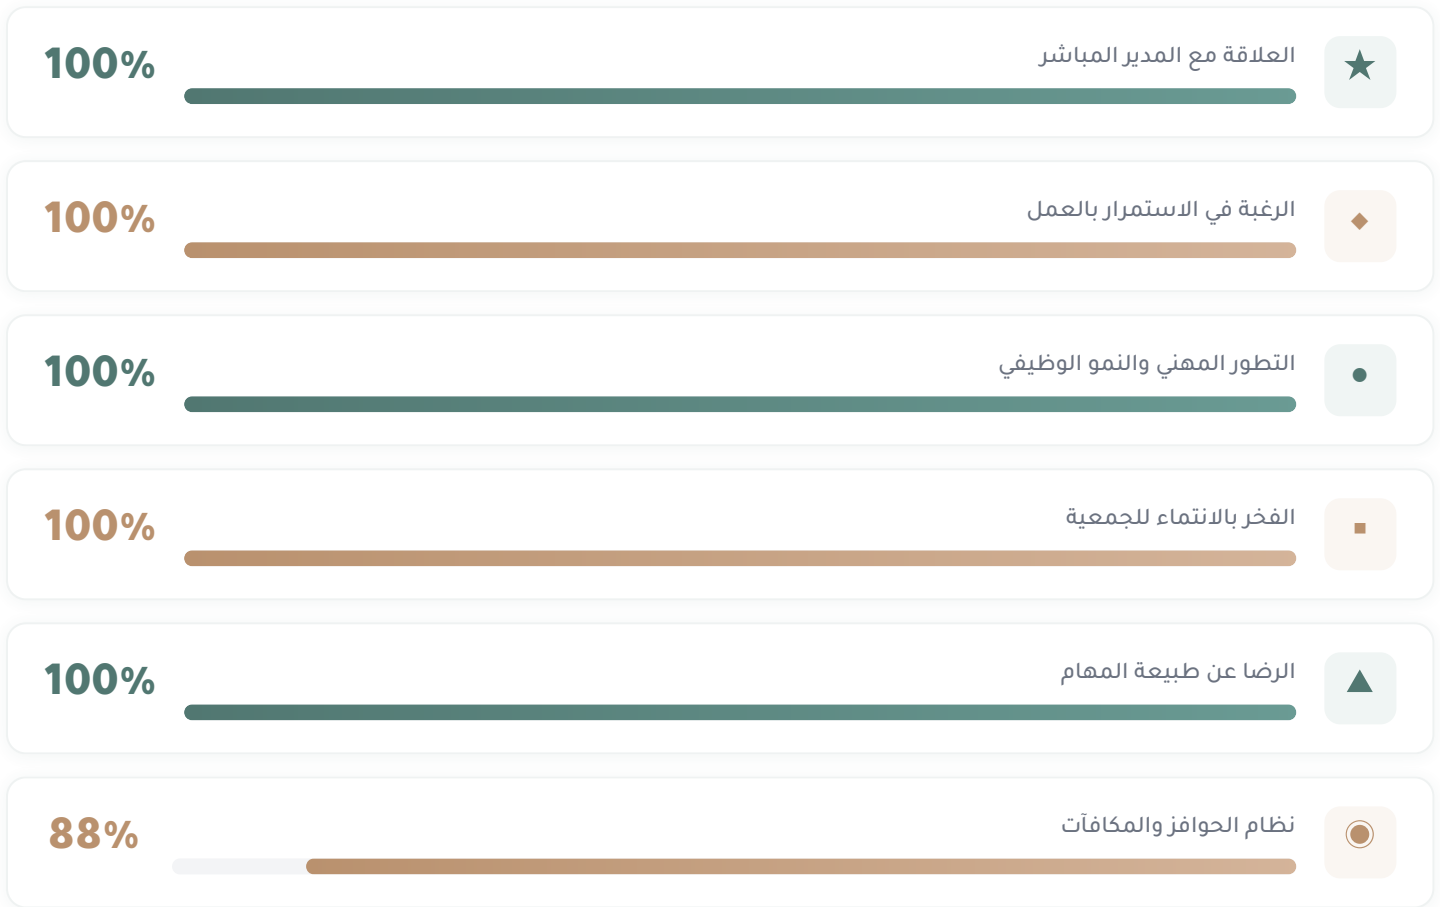 العلاقة مع المدير المباشر
100%
الرغبة في الاستمرار بالعمل
100%
التطور المهني والنمو الوظيفي
100%
الفخر بالانتماء للجمعية
100%
الرضا عن طبيعة المهام
100%
نظام الحوافز والمكافآت
88%